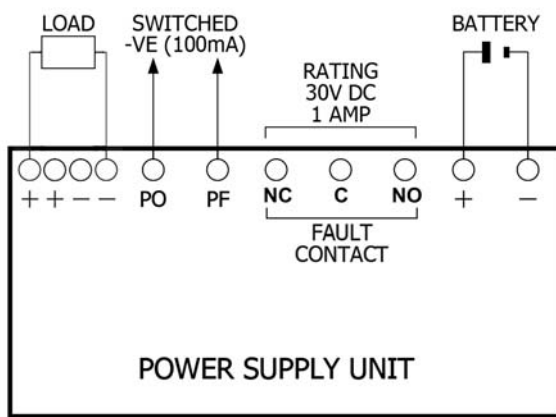 LOAD
SWITCHED
-VE (100mA)
BATTERY
RATING
30V DC
1 AMP
+ + − − PO PF NC C NO + −
FAULT
CONTACT
POWER SUPPLY UNIT